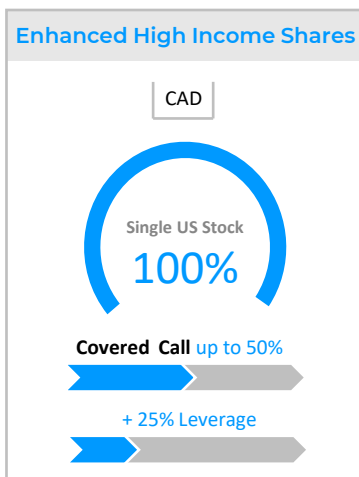 Enhanced High Income Shares
CAD
Single US Stock
100%
Covered Call up to 50%
+ 25% Leverage